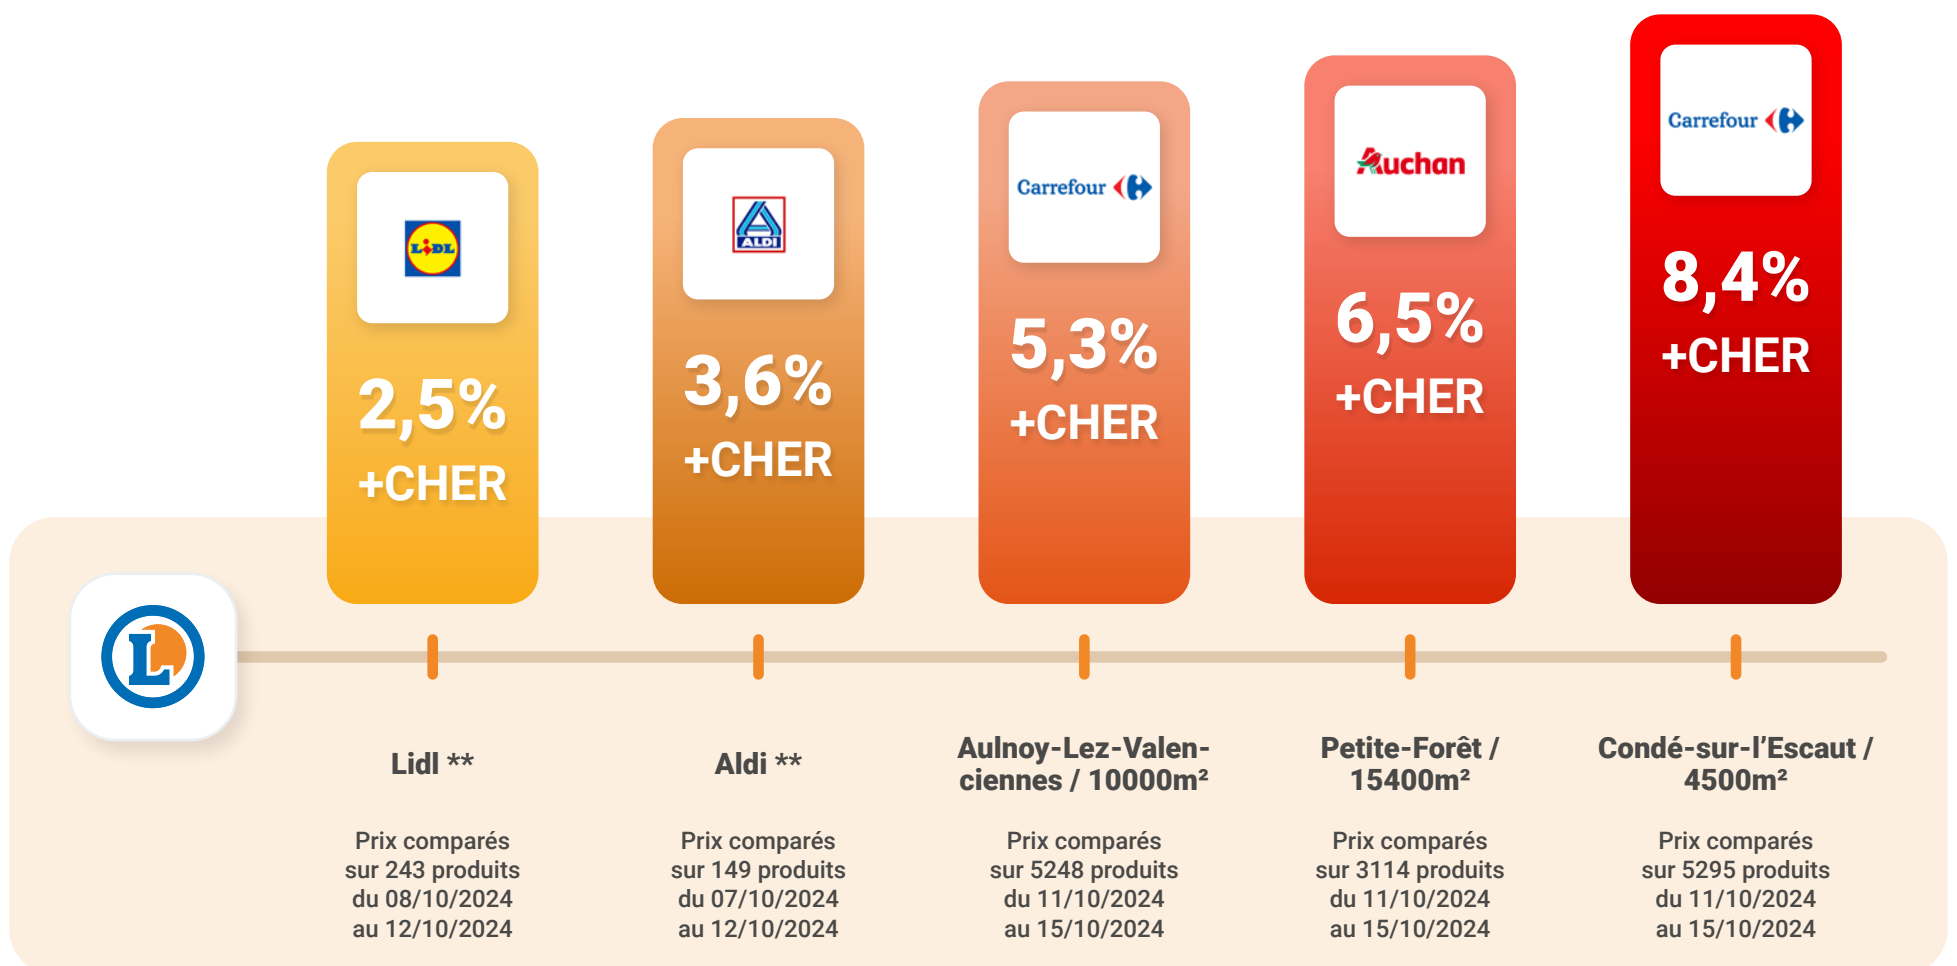 LIDL
2,5%
+CHER
ALDI
3,6%
+CHER
Carrefour
5,3%
+CHER
Auchan
6,5%
+CHER
Carrefour
8,4%
+CHER
L
Lidl **
Prix comparés
sur 243 produits
du 08/10/2024
au 12/10/2024
Aldi **
Prix comparés
sur 149 produits
du 07/10/2024
au 12/10/2024
Aulnoy-Lez-Valen-
ciennes / 10000m²
Prix comparés
sur 5248 produits
du 11/10/2024
au 15/10/2024
Petite-Forêt /
15400m²
Prix comparés
sur 3114 produits
du 11/10/2024
au 15/10/2024
Condé-sur-l’Escaut /
4500m²
Prix comparés
sur 5295 produits
du 11/10/2024
au 15/10/2024